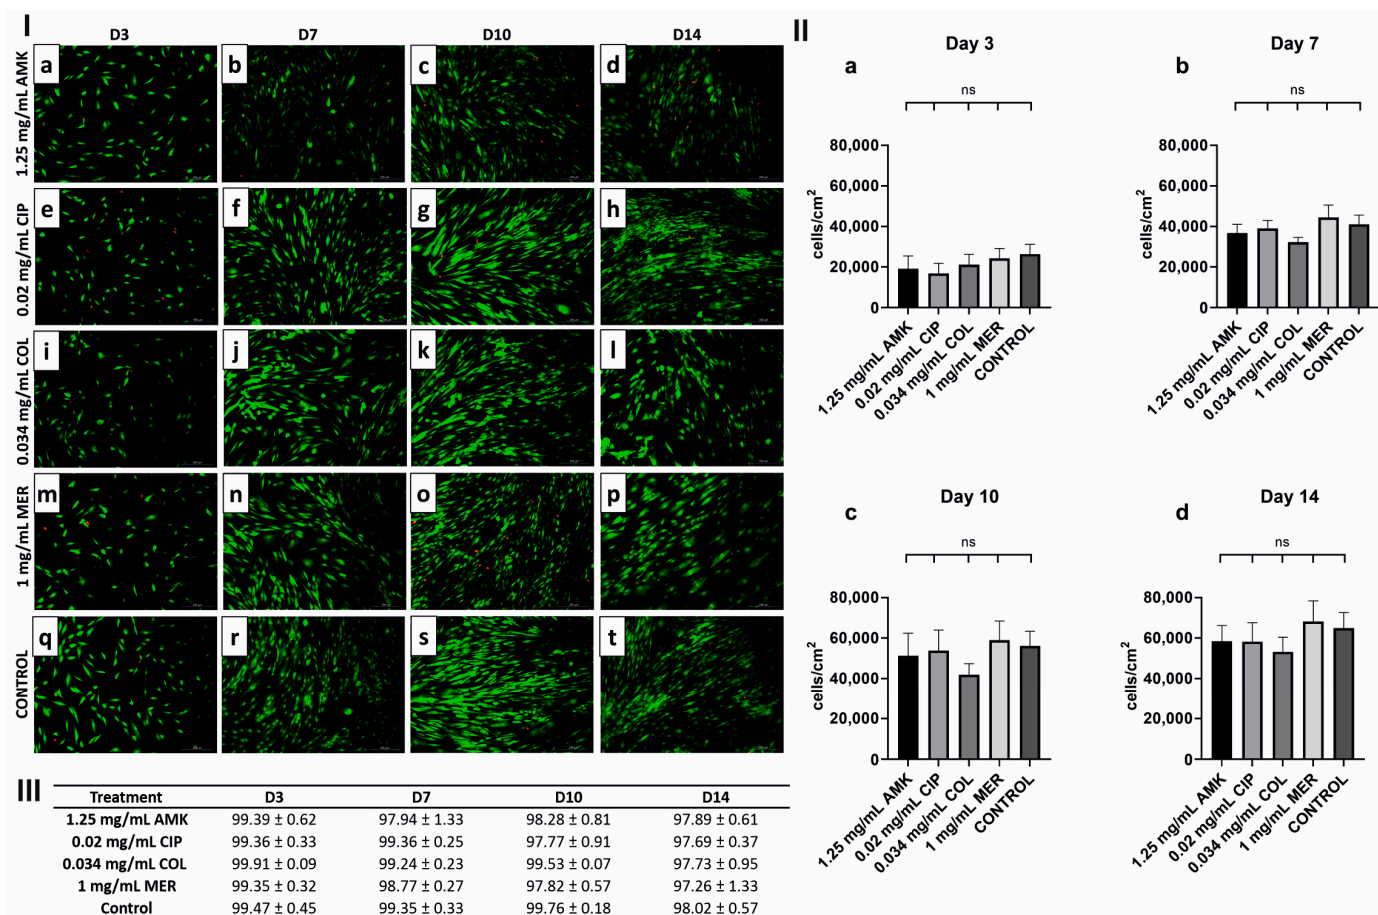 I
D3 D7 D10 D14
1.25 mg/mL AMK
a b c d
0.02 mg/mL CIP
e f g h
0.034 mg/mL COL
i j k l
1 mg/mL MER
m n o p
CONTROL
q r s t
II
Day 3
a
ns
80,000
60,000
40,000
20,000
0
cells/cm²
1.25 mg/mL AMK
0.02 mg/mL CIP
0.034 mg/mL COL
1 mg/mL MER
CONTROL
Day 7
b
ns
80,000
60,000
40,000
20,000
0
cells/cm²
1.25 mg/mL AMK
0.02 mg/mL CIP
0.034 mg/mL COL
1 mg/mL MER
CONTROL
Day 10
c
ns
80,000
60,000
40,000
20,000
0
cells/cm²
1.25 mg/mL AMK
0.02 mg/mL CIP
0.034 mg/mL COL
1 mg/mL MER
CONTROL
Day 14
d
ns
80,000
60,000
40,000
20,000
0
cells/cm²
1.25 mg/mL AMK
0.02 mg/mL CIP
0.034 mg/mL COL
1 mg/mL MER
CONTROL
III
Treatment D3 D7 D10 D14
1.25 mg/mL AMK 99.39 ± 0.62 97.94 ± 1.33 98.28 ± 0.81 97.89 ± 0.61
0.02 mg/mL CIP 99.36 ± 0.33 99.36 ± 0.25 97.77 ± 0.91 97.69 ± 0.37
0.034 mg/mL COL 99.91 ± 0.09 99.24 ± 0.23 99.53 ± 0.07 97.73 ± 0.95
1 mg/mL MER 99.35 ± 0.32 98.77 ± 0.27 97.82 ± 0.57 97.26 ± 1.33
Control 99.47 ± 0.45 99.35 ± 0.33 99.76 ± 0.18 98.02 ± 0.57